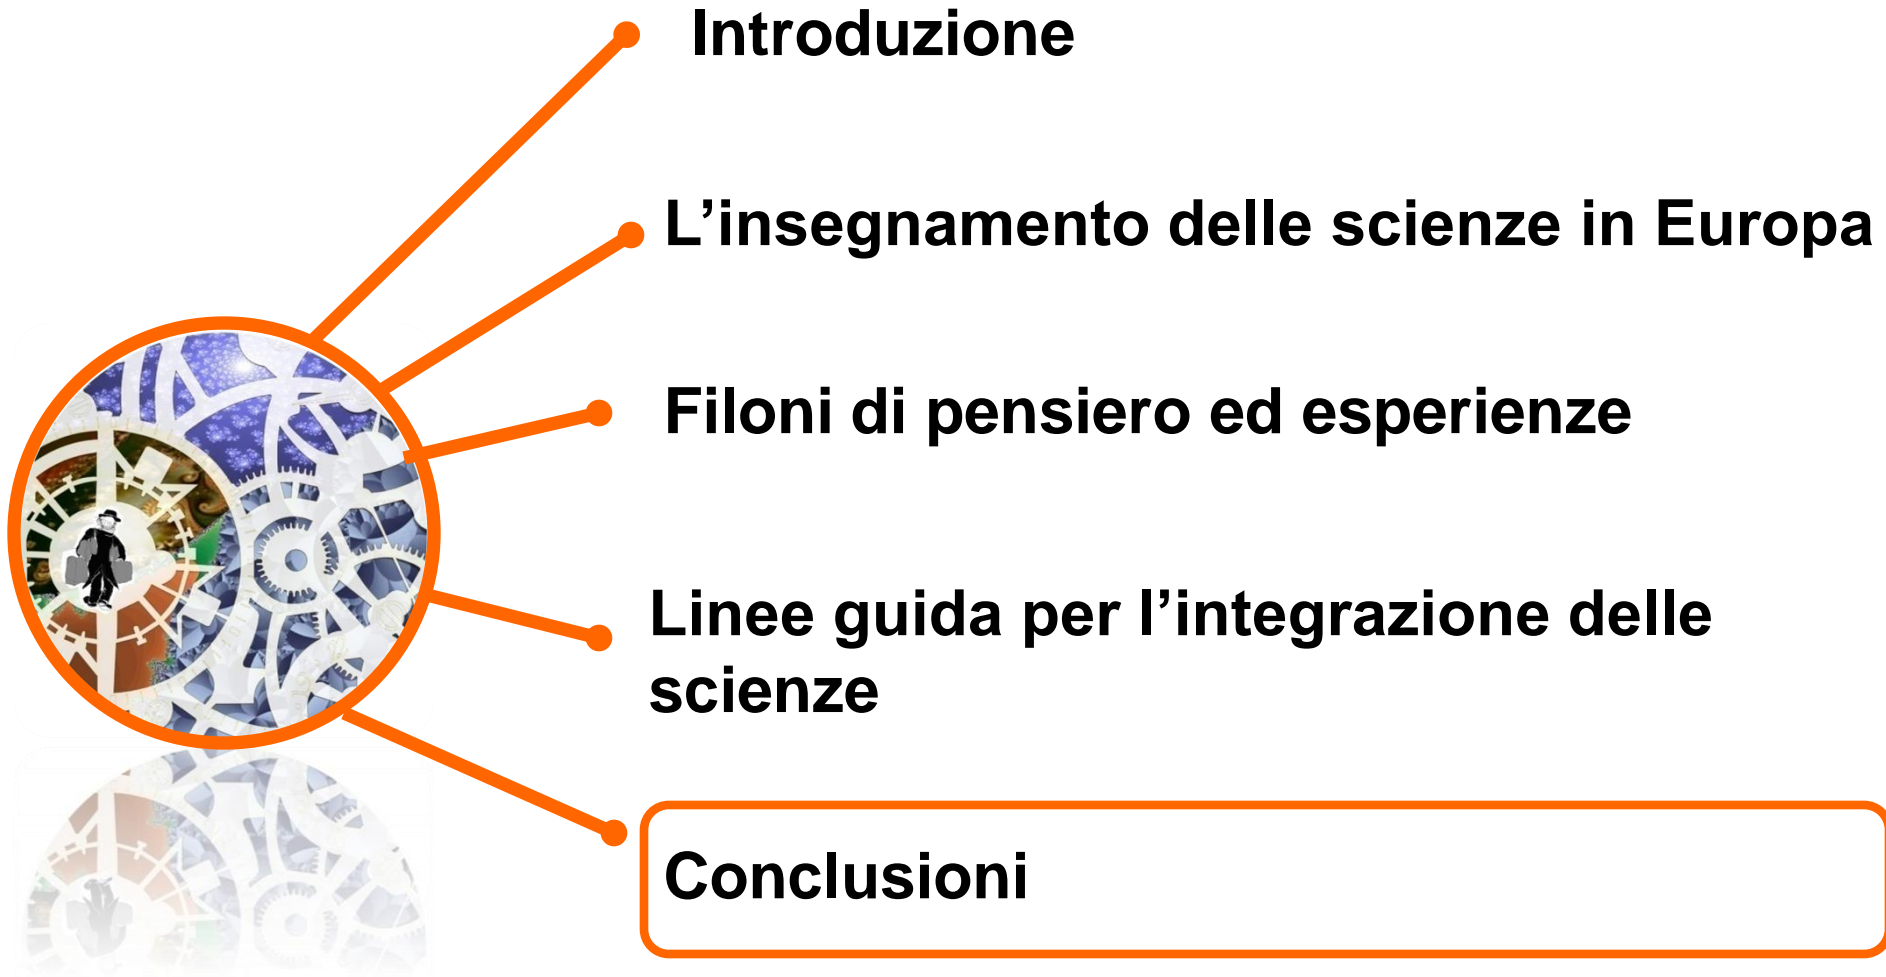 Introduzione
L’insegnamento delle scienze in Europa
Filoni di pensiero ed esperienze
Linee guida per l’integrazione delle
scienze
Conclusioni